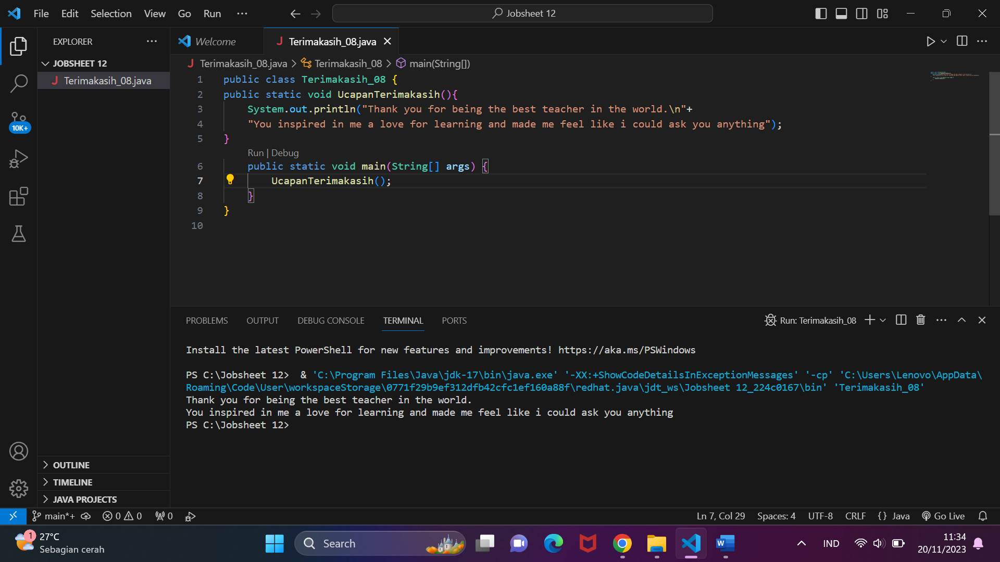 File Edit Selection View Go Run ···
Jobsheet 12
EXPLORER
Welcome
J Terimakasih_08.java
JOBSHEET 12
J Terimakasih_08.java
J Terimakasih_08.java > Terimakasih_08 > main(String[])
1 public class Terimakasih_08 {
2 public static void UcapanTerimakasih(){
3 System.out.println("Thank you for being the best teacher in the world.\n"+
4 "You inspired in me a love for learning and made me feel like i could ask you anything");
5 }
Run | Debug
6 public static void main(String[] args) {
7 UcapanTerimakasih();
8 }
9 }
10
10K+
PROBLEMS OUTPUT DEBUG CONSOLE TERMINAL PORTS
Run: Terimakasih_08
Install the latest PowerShell for new features and improvements! https://aka.ms/PSWindows
PS C:\Jobsheet 12>  & 'C:\Program Files\Java\jdk-17\bin\java.exe' '-XX:+ShowCodeDetailsInExceptionMessages' '-cp' 'C:\Users\Lenovo\AppData\
Roaming\Code\User\workspaceStorage\0771f29b9ef312dfb42cfc1ef160a88f\redhat.java\jdt_ws\Jobsheet 12_224c0167\bin' 'Terimakasih_08'
Thank you for being the best teacher in the world.
You inspired in me a love for learning and made me feel like i could ask you anything
PS C:\Jobsheet 12>
OUTLINE
TIMELINE
JAVA PROJECTS
main*+ 0 0 0
Ln 7, Col 29 Spaces: 4 UTF-8 CRLF {} Java Go Live
1
27°C
Sebagian cerah
Search
W
IND
11:34
20/11/2023